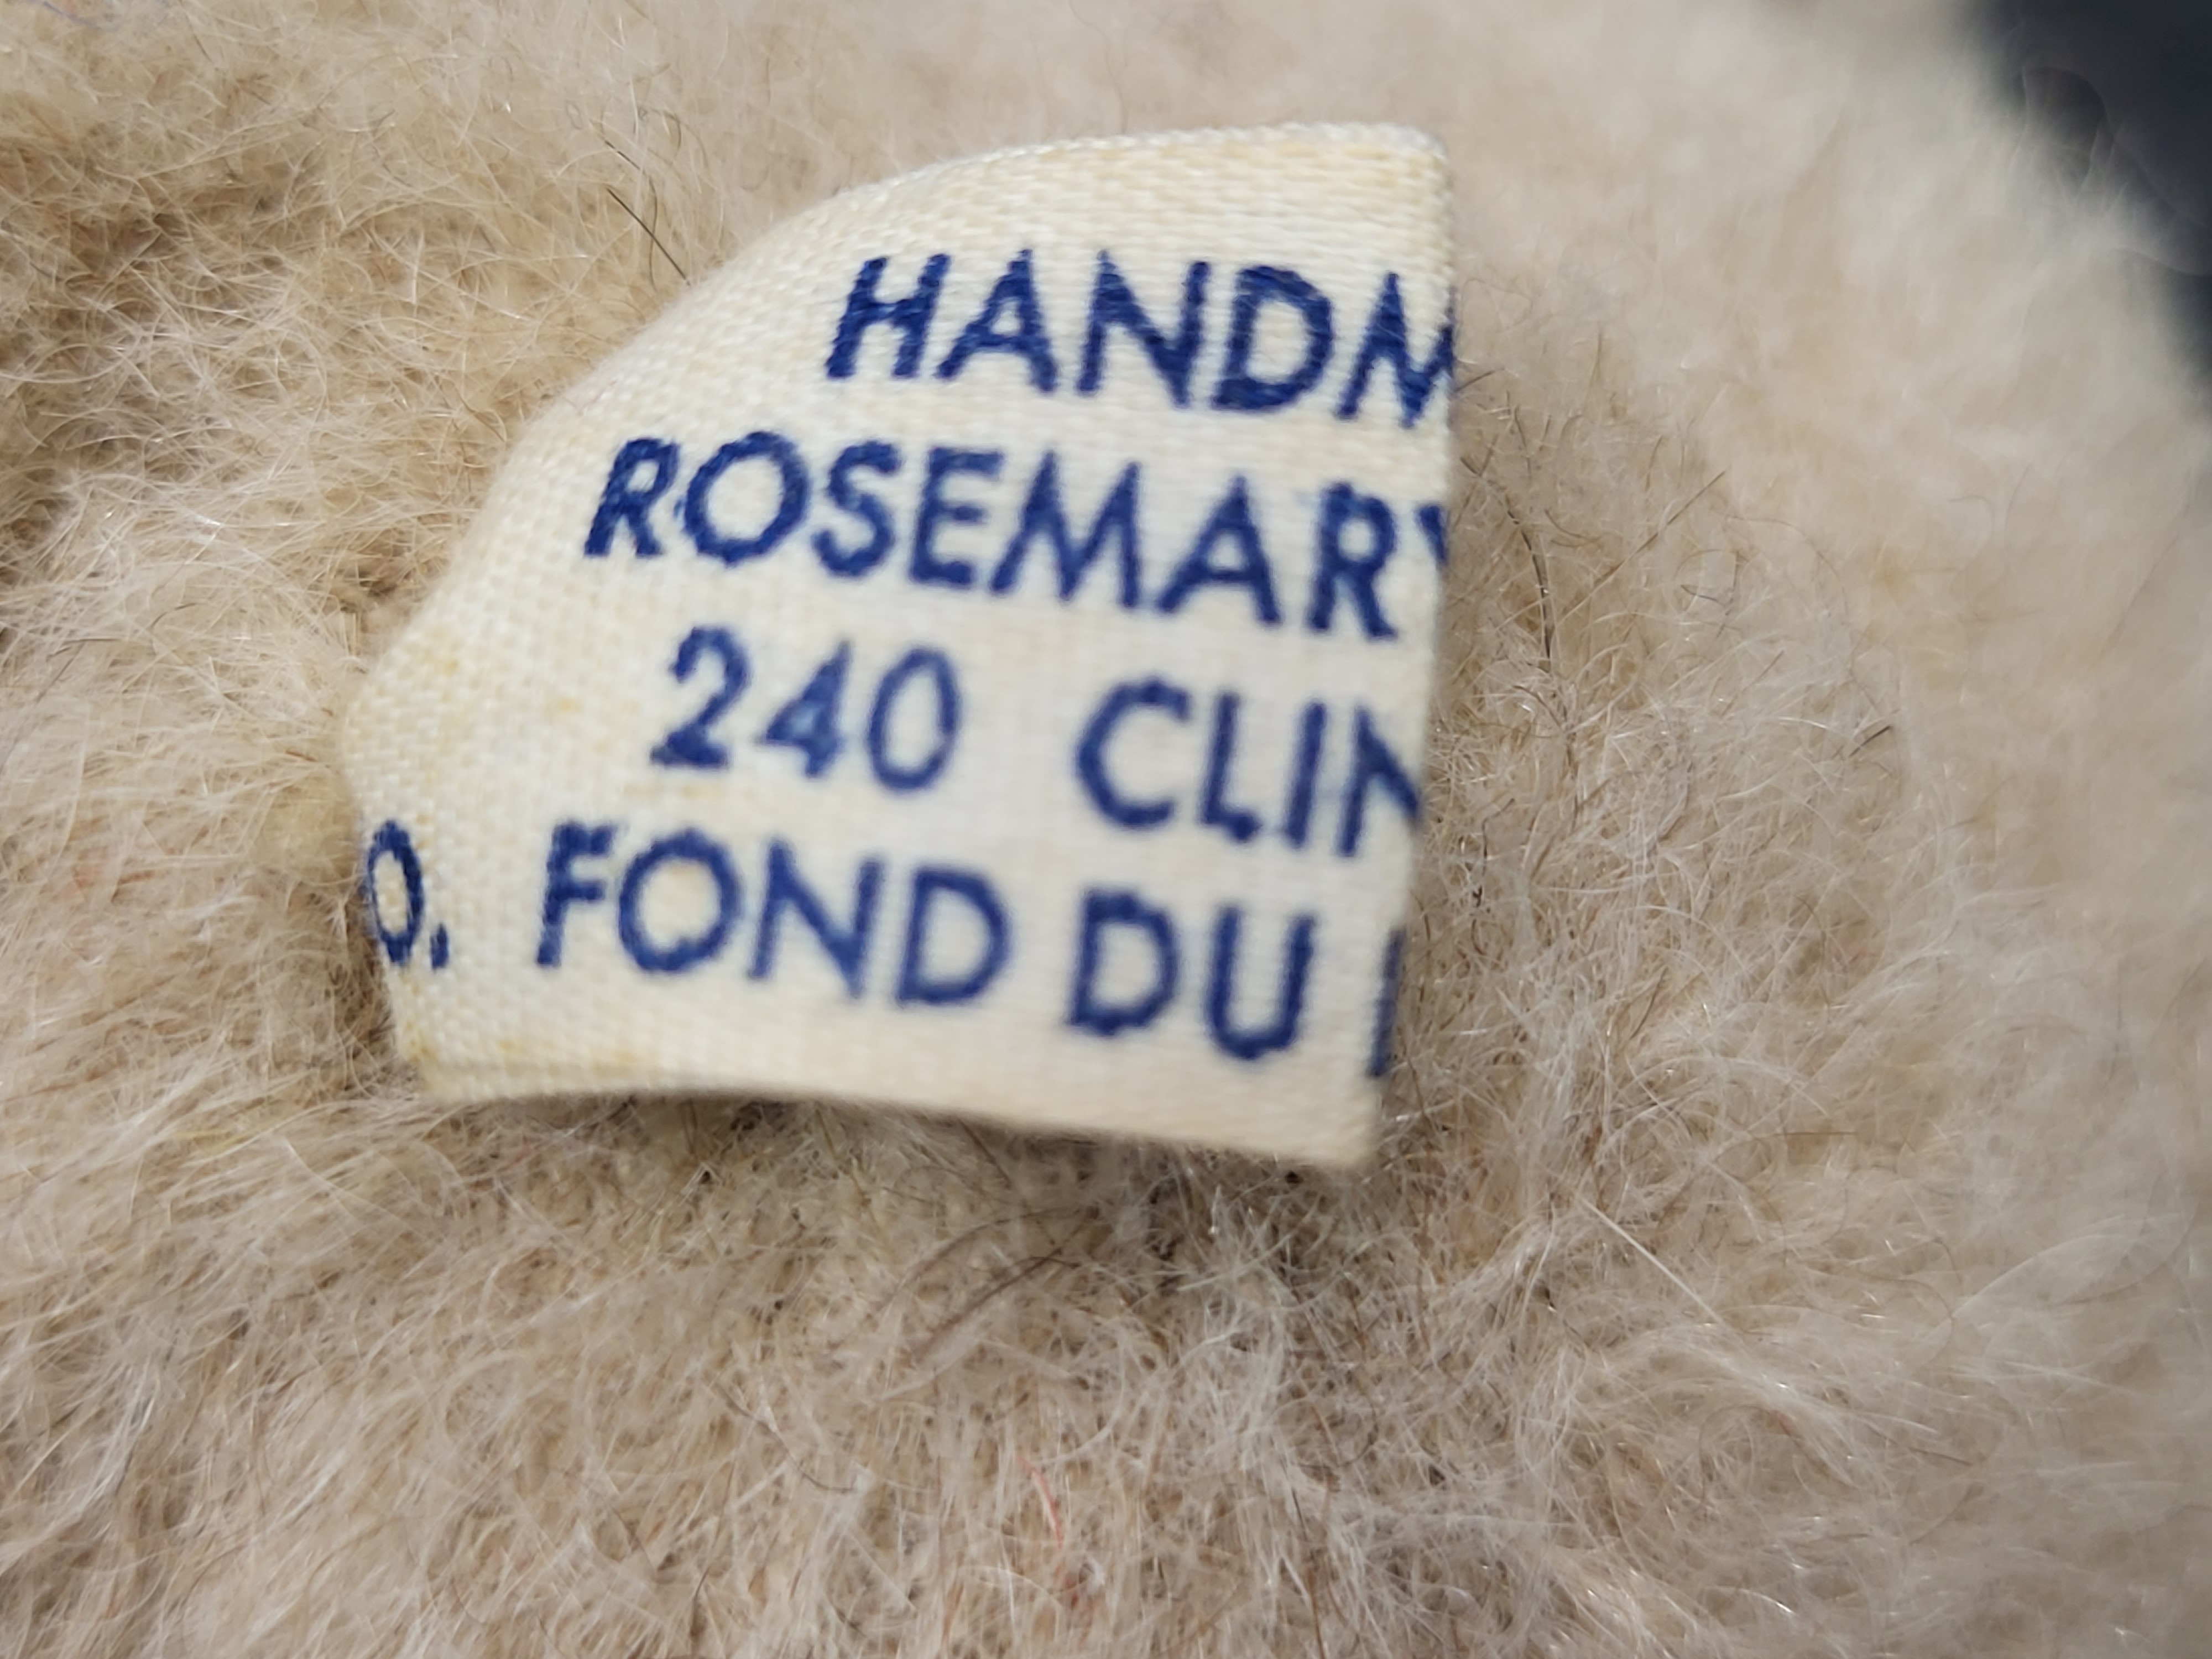 HANDM
ROSEMARY
240 CLIN
O. FOND DU L